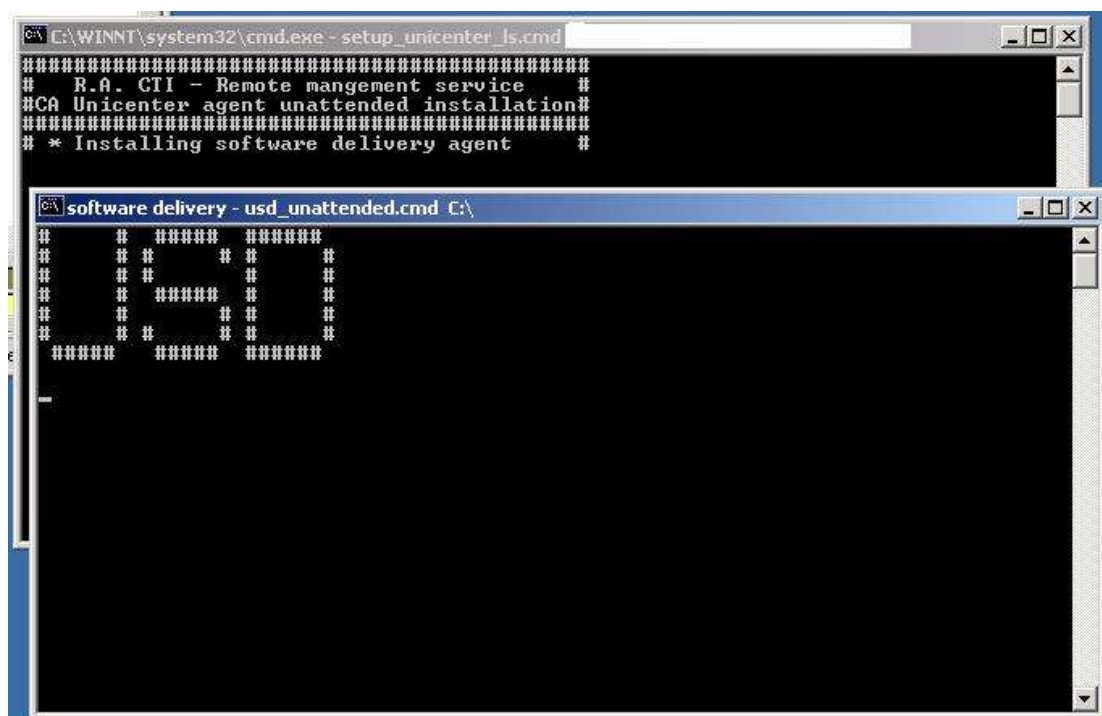 C:\WINNT\system32\cmd.exe - setup_unicenter_ls.cmd
############################################
#   R.A. CTI - Remote mangement service    #
#CA Unicenter agent unattended installation#
############################################
# * Installing software delivery agent     #
software delivery - usd_unattended.cmd C:\
#     #  #####  ######
#     # #     # #     #
#     # #       #     #
#     #  #####  #     #
#     #       # #     #
#     # #     # #     #
 #####   #####  ######